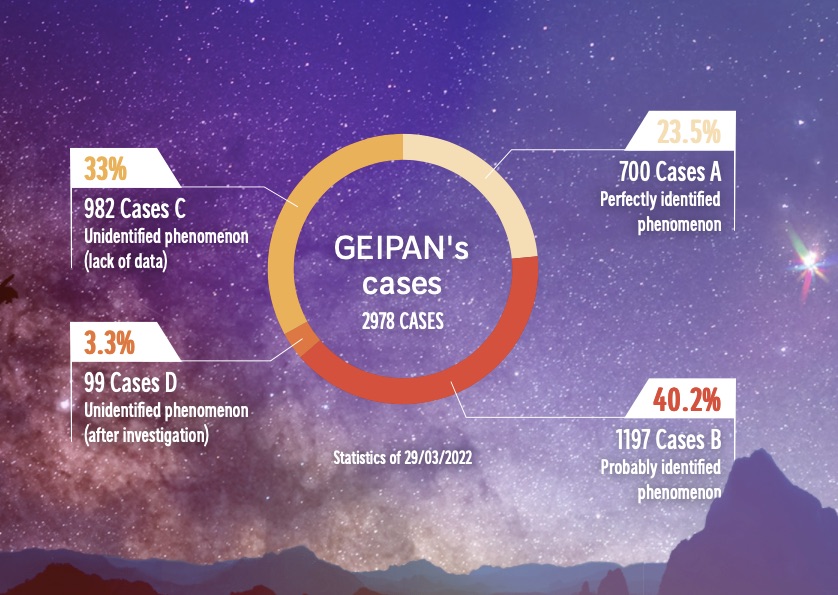 23.5%
700 Cases A
Perfectly identified
phenomenon
33%
982 Cases C
Unidentified phenomenon
(lack of data)
GEIPAN's
cases
2978 CASES
3.3%
99 Cases D
Unidentified phenomenon
(after investigation)
40.2%
1197 Cases B
Probably identified
phenomenon
Statistics of 29/03/2022